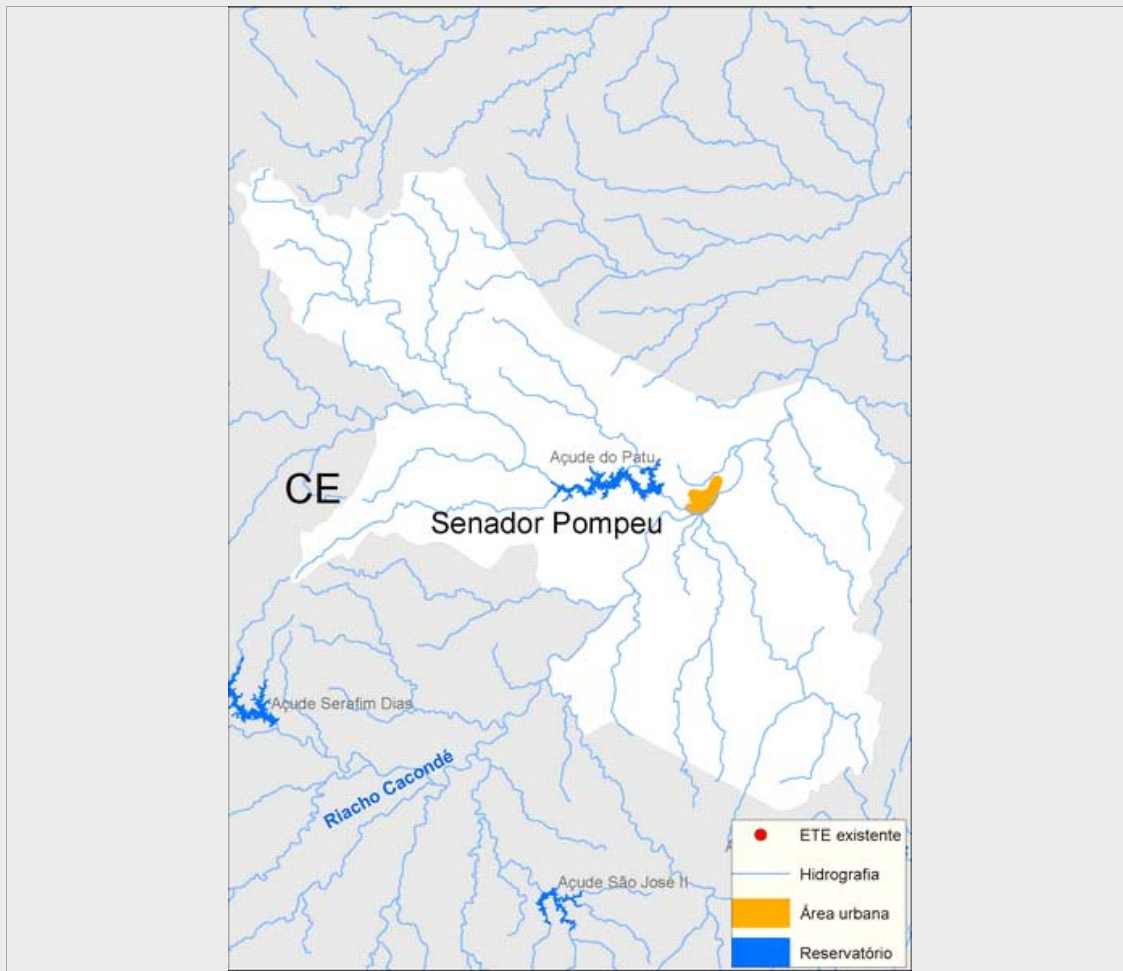 Açude do Patu
CE
Senador Pompeu
Açude Serafim Dias
Riacho Cacondé
Açude São José II
ETE existente
Hidrografia
Área urbana
Reservatório